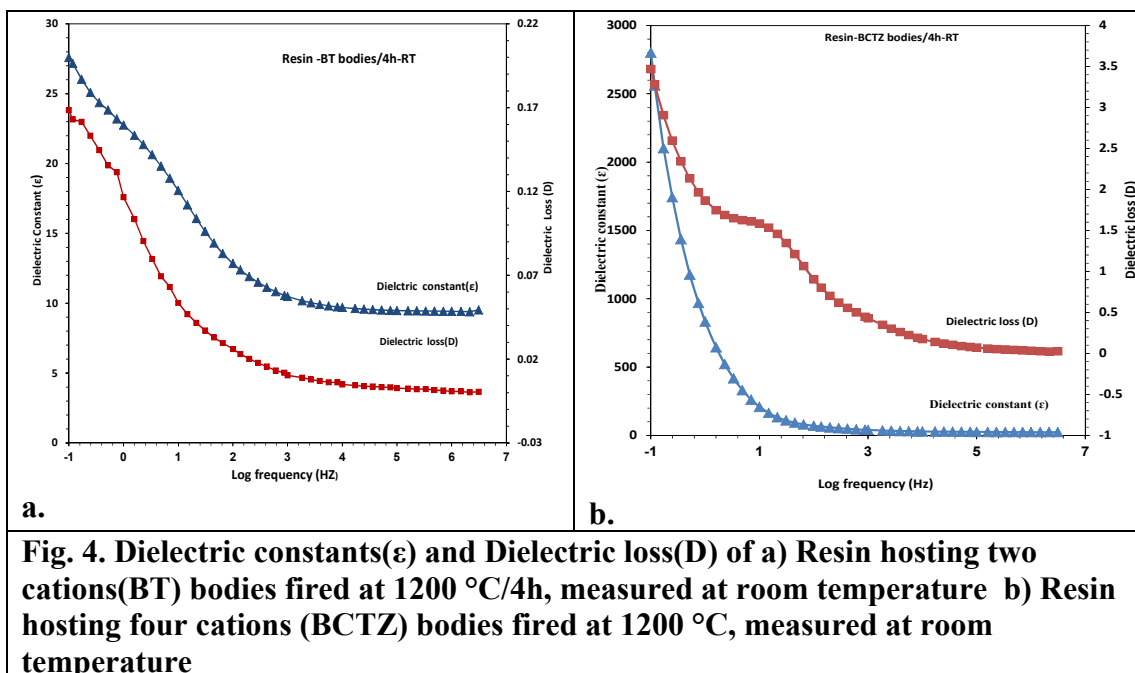 30
25
20
15
10
5
0
Dielectric Constant (ε)
Resin -BT bodies/4h-RT
Dielctric constant(ε)
Dielectric loss(D)
0.22
0.17
0.12
0.07
0.02
-0.03
Dielectric Loss (D)
-1 0 1 2 3 4 5 6 7
Log frequency (HZ)
a.
3000
2500
2000
1500
1000
500
0
Dielectric constant (ε)
Resin-BCTZ bodies/4h-RT
Dielectric loss (D)
Dielectric constant (ε)
4
3.5
3
2.5
2
1.5
1
0.5
0
-0.5
-1
Dielectric loss (D)
-1 1 3 5 7
Log frequency (Hz)
b.
Fig. 4. Dielectric constants(ε) and Dielectric loss(D) of a) Resin hosting two
cations(BT) bodies fired at 1200 °C/4h, measured at room temperature b) Resin
hosting four cations (BCTZ) bodies fired at 1200 °C, measured at room
temperature